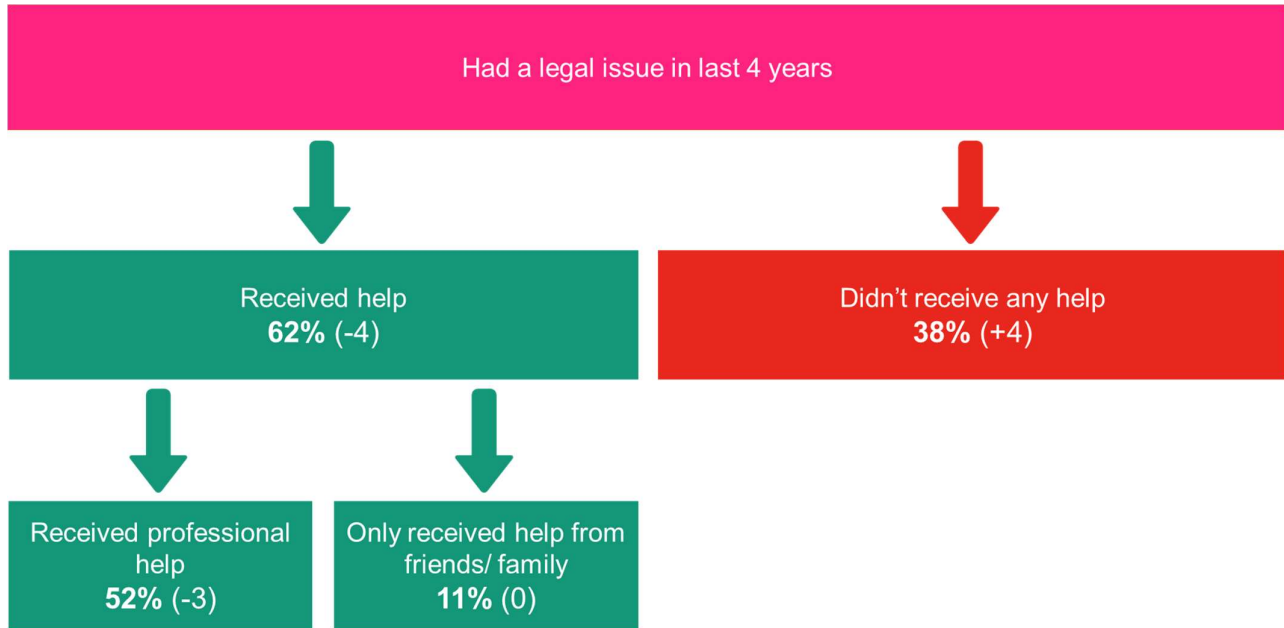 Had a legal issue in last 4 years
Received help
62% (-4)
Didn’t receive any help
38% (+4)
Received professional
help
52% (-3)
Only received help from
friends/ family
11% (0)